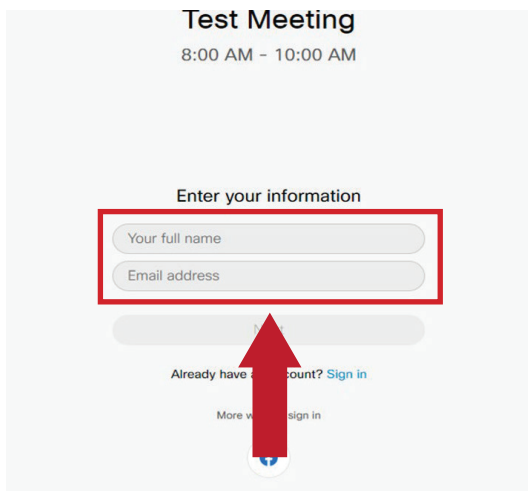 Test Meeting
8:00 AM - 10:00 AM
Enter your information
Your full name
Email address
Already have Sign in
More sign in